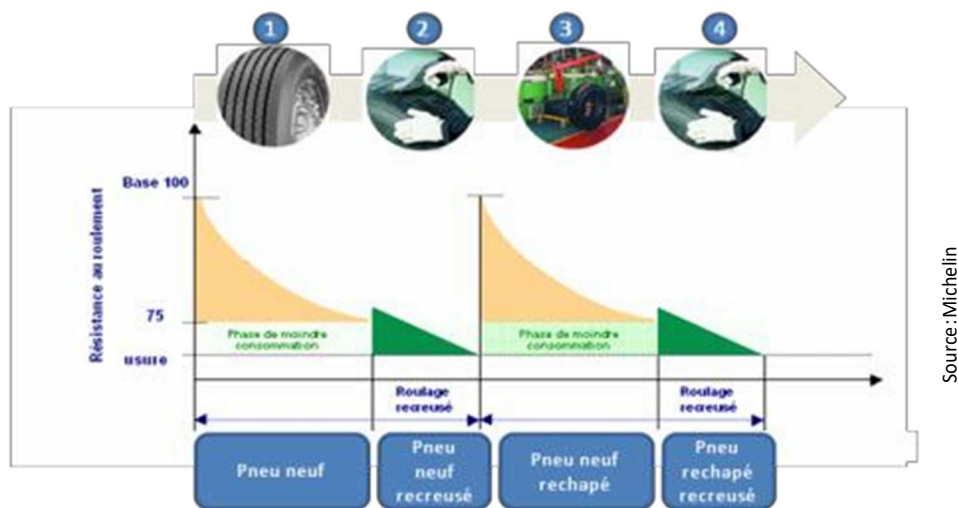 1
2
3
4
Base 100
Résistance au roulement
75
Phase de moindre
consommation
Phase de moindre
consommation
usure
Roulage
recreusé
Roulage
recreusé
Pneu neuf
Pneu
neuf
recreusé
Pneu neuf
rechapé
Pneu
rechapé
recreusé
Source: Michelin